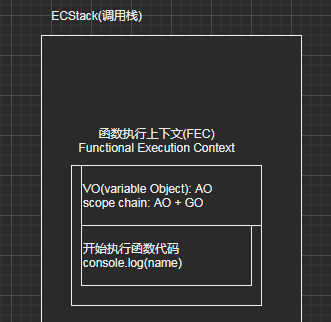 ECStack(调用栈)
函数执行上下文(FEC)
Functional Execution Context
VO(variable Object): AO
scope chain: AO + GO
开始执行函数代码
console.log(name)